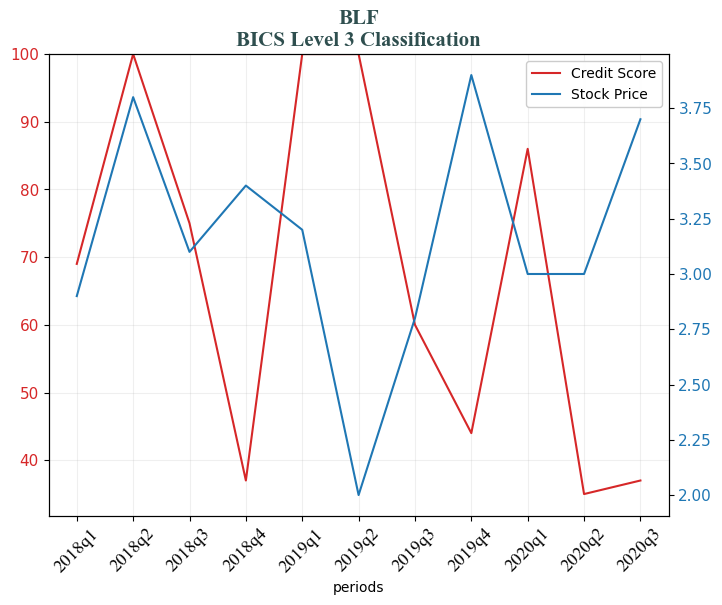 BLF
BICS Level 3 Classification
100
90
80
70
60
50
40
Credit Score
Stock Price
3.75
3.50
3.25
3.00
2.75
2.50
2.25
2.00
2018q1
2018q2
2018q3
2018q4
2019q1
2019q2
2019q3
2019q4
2020q1
2020q2
2020q3
periods